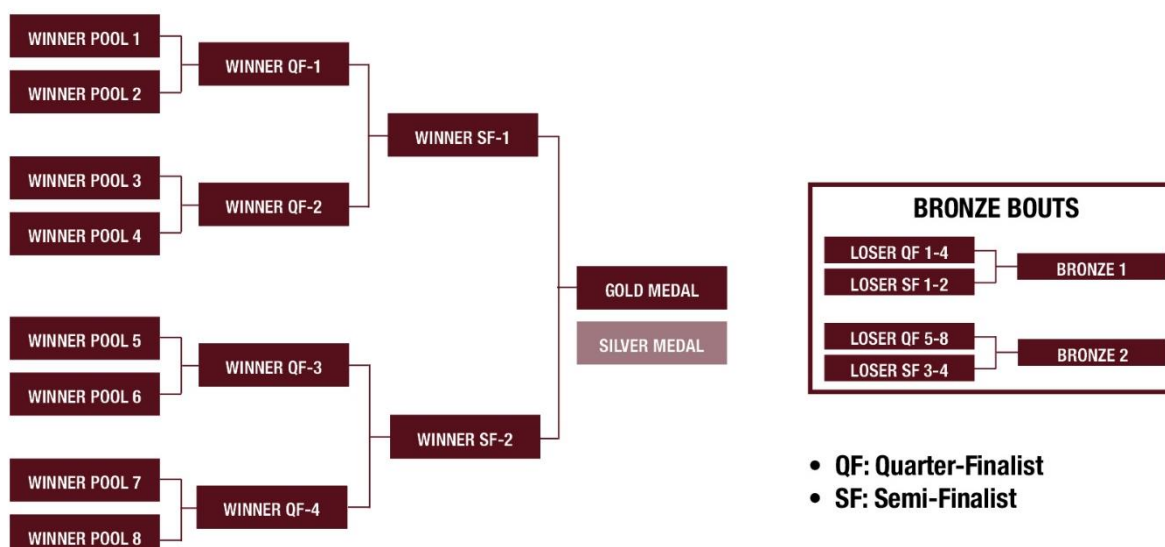 WINNER POOL 1
WINNER POOL 2
WINNER QF-1
WINNER POOL 3
WINNER POOL 4
WINNER QF-2
WINNER SF-1
WINNER POOL 5
WINNER POOL 6
WINNER QF-3
WINNER POOL 7
WINNER POOL 8
WINNER QF-4
WINNER SF-2
GOLD MEDAL
SILVER MEDAL
BRONZE BOUTS
LOSER QF 1-4
LOSER SF 1-2
BRONZE 1
LOSER QF 5-8
LOSER SF 3-4
BRONZE 2
• QF: Quarter-Finalist
• SF: Semi-Finalist